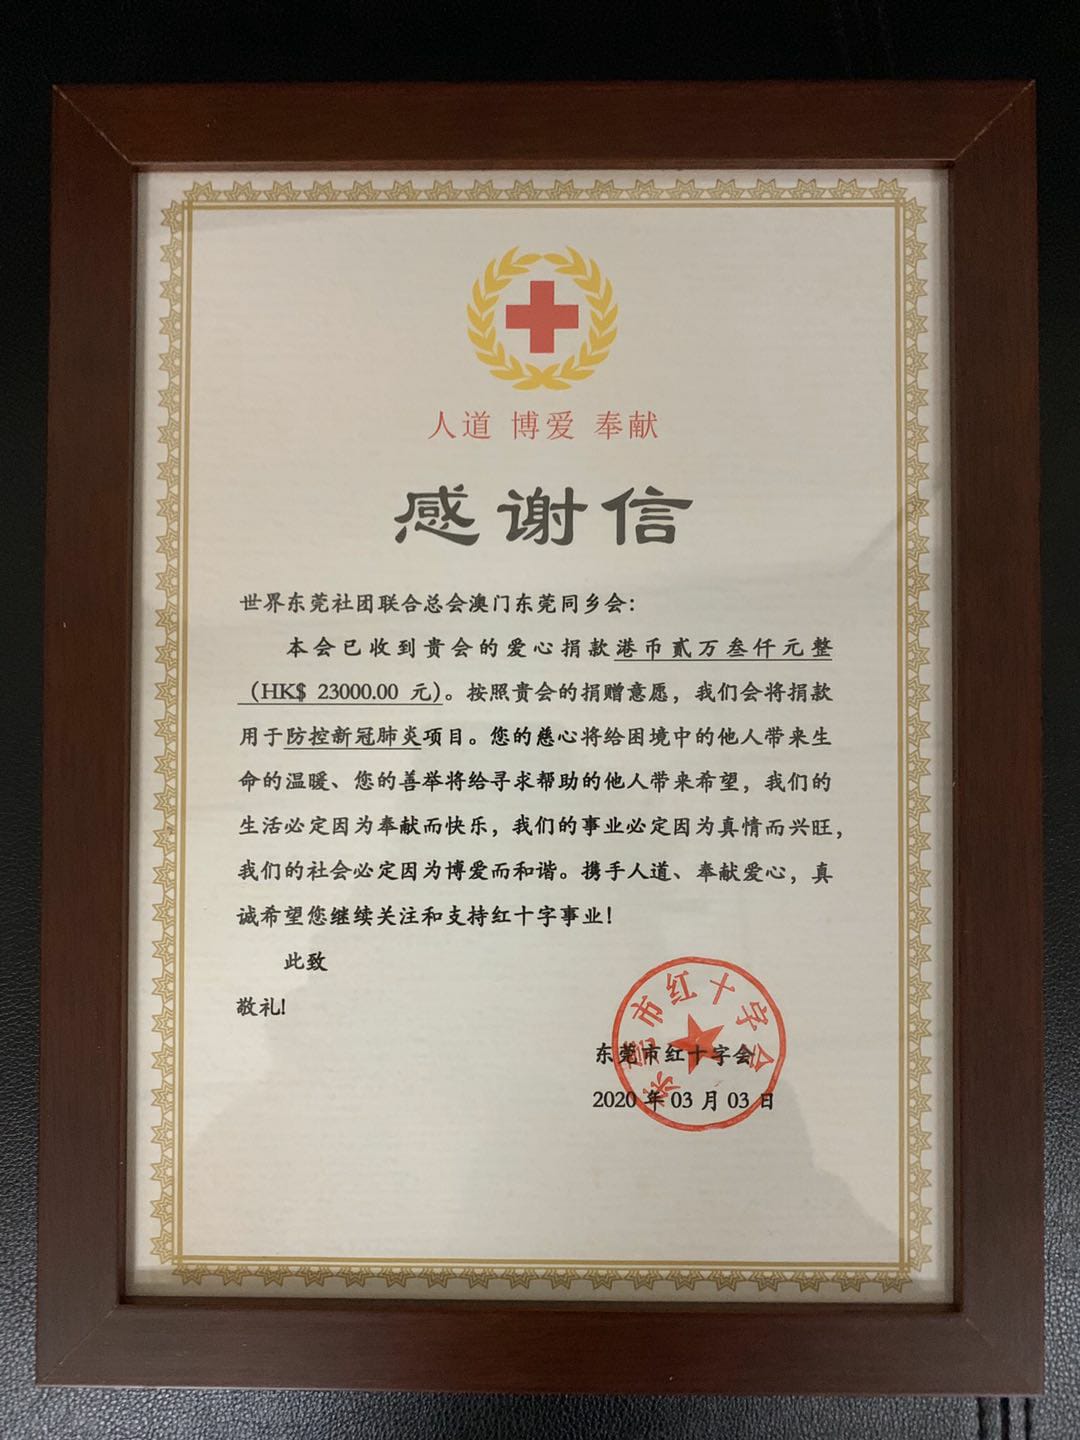 人道 博爱 奉献
感谢信
世界东莞社团联合总会澳门东莞同乡会：
本会已收到贵会的爱心捐款港币贰万叁仟元整
（HK$ 23000.00 元）。按照贵会的捐赠意愿，我们会将捐款
用于防控新冠肺炎项目。您的慈心将给困境中的他人带来生
命的温暖、您的善举将给寻求帮助的他人带来希望，我们的
生活必定因为奉献而快乐，我们的事业必定因为真情而兴旺，
我们的社会必定因为博爱而和谐。携手人道、奉献爱心，真
诚希望您继续关注和支持红十字事业！
此致
敬礼!
东莞市红十字会
东莞市红十字会
2020 年 03 月 03 日